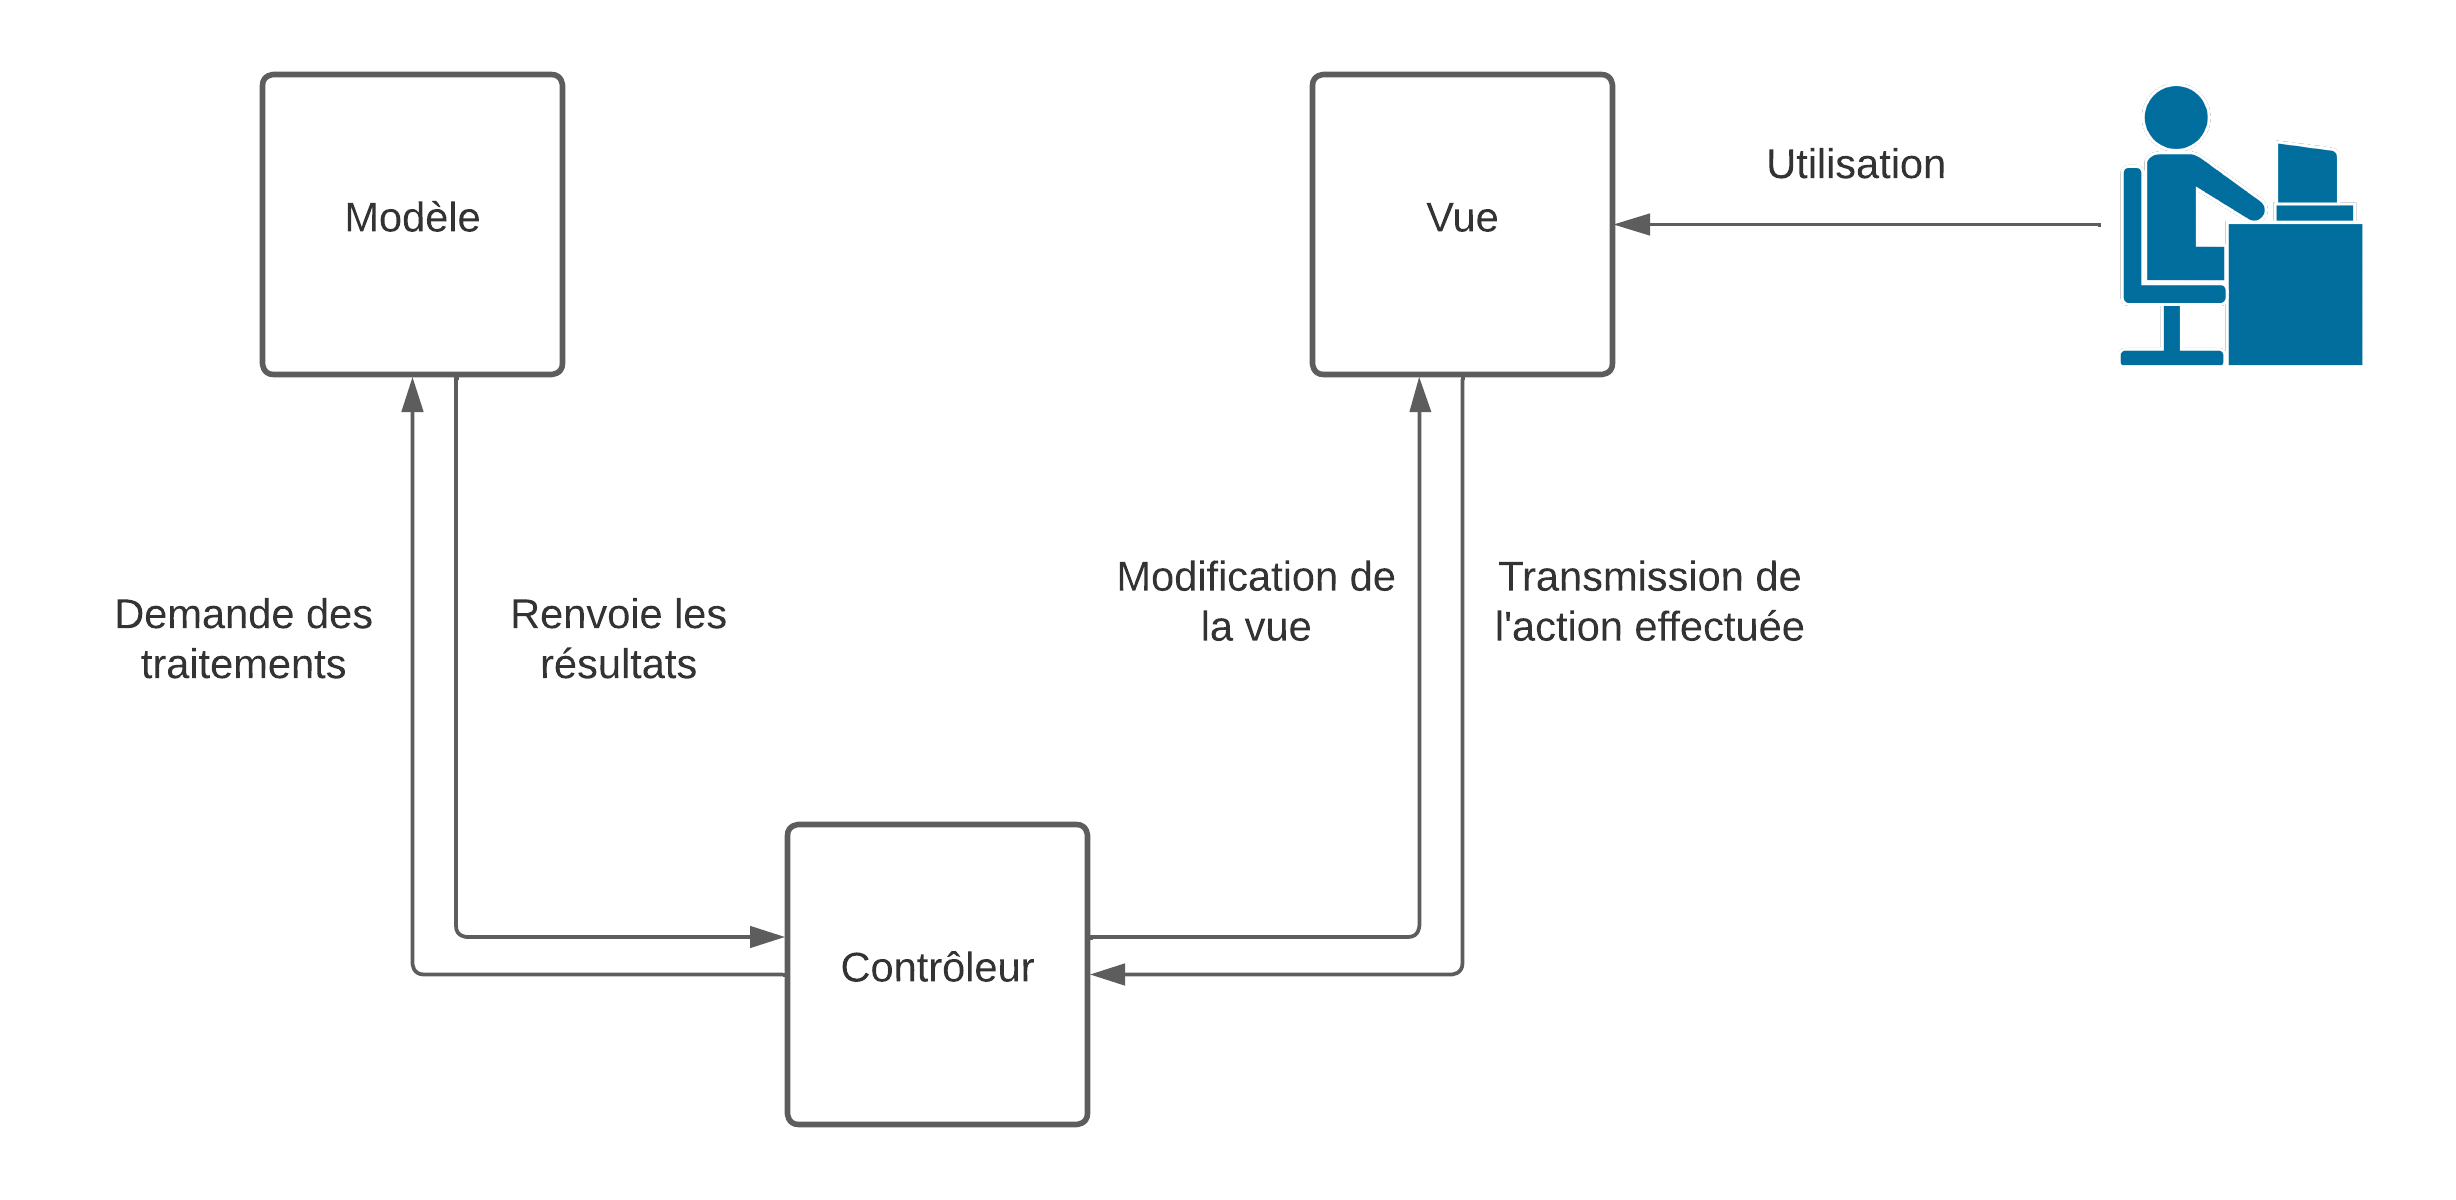 Modèle
Vue
Utilisation
Demande des
traitements
Renvoie les
résultats
Modification de
la vue
Transmission de
l'action effectuée
Contrôleur